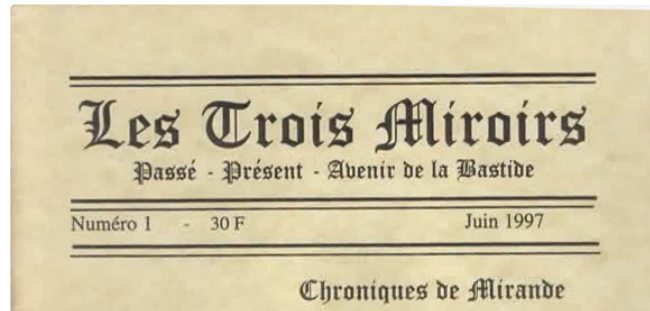 Les Trois Miroirs
Passé - Présent - Avenir de la Bastide
Numéro 1 - 30 F Juin 1997
Chroniques de Mirande